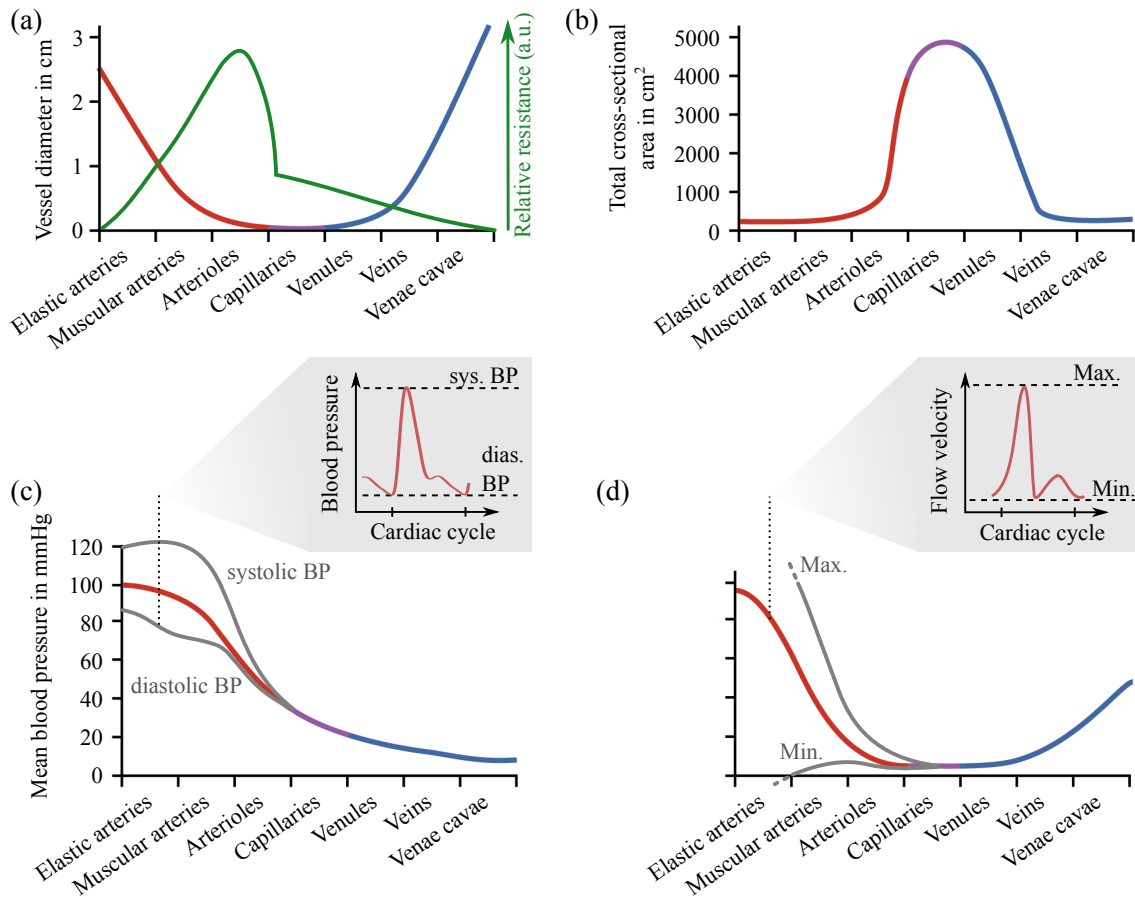 (a)
Vessel diameter in cm
3
2
1
0
Relative resistance (a.u.)
Elastic arteries
Muscular arteries
Arterioles
Capillaries
Venules
Veins
Venae cavae
(b)
Total cross-sectional
area in cm²
5000
4000
3000
2000
1000
0
Elastic arteries
Muscular arteries
Arterioles
Capillaries
Venules
Veins
Venae cavae
(c)
Blood pressure
sys. BP
dias.
BP
Cardiac cycle
Mean blood pressure in mmHg
120
100
80
60
40
20
0
systolic BP
diastolic BP
Elastic arteries
Muscular arteries
Arterioles
Capillaries
Venules
Veins
Venae cavae
(d)
Flow velocity
Max.
Min.
Cardiac cycle
Max.
Min.
Elastic arteries
Muscular arteries
Arterioles
Capillaries
Venules
Veins
Venae cavae